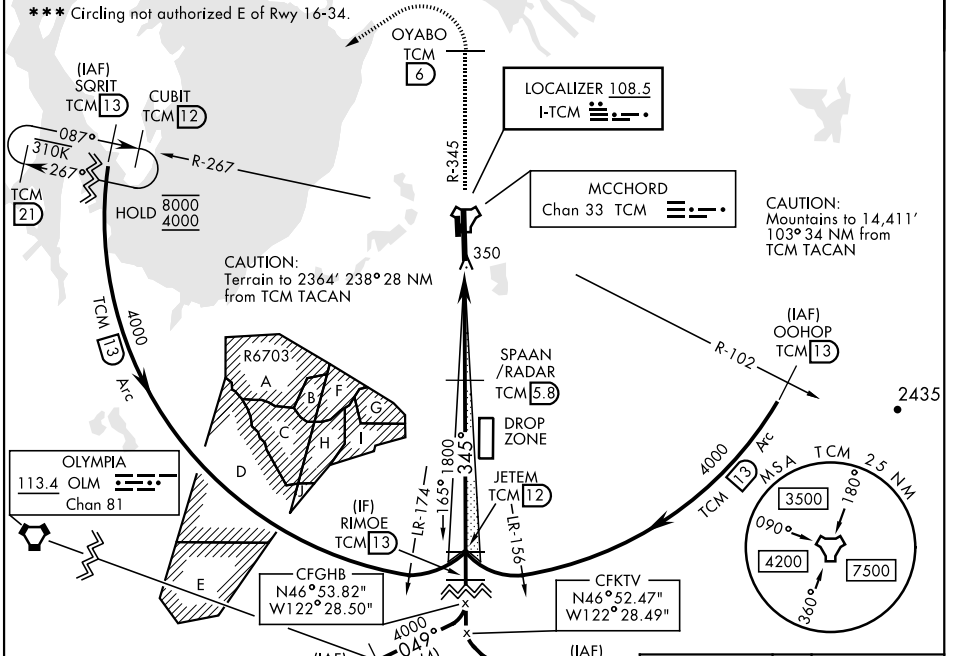 *** Circling not authorized E of Rwy 16-34.
OYABO
TCM
6
(IAF)
SQRIT
TCM 13
CUBIT
TCM 12
LOCALIZER 108.5
I-TCM
087°
310K
267°
R-267
R-345
TCM
21
HOLD 8000
4000
MCCHORD
Chan 33 TCM
CAUTION:
Mountains to 14,411'
103° 34 NM from
TCM TACAN
350
CAUTION:
Terrain to 2364' 238° 28 NM
from TCM TACAN
4000
TCM 13 Arc
(IAF)
OOHOP
TCM 13
R-102
R6703
A
B
F
G
C
H
I
D
J
E
SPAAN
/RADAR
TCM 5.8
2435
DROP
ZONE
345°
1800
165°
LR-174
LR-156
JETEM
TCM 12
4000
TCM 13 Arc
OLYMPIA
113.4 OLM
Chan 81
(IF)
RIMOE
TCM 13
MSA TCM 25 NM
3500
180°
090°
4200
7500
360°
CFGHB
N46° 53.82"
W122° 28.50"
CFKTV
N46° 52.47"
W122° 28.49"
4000
049°
(IAF)
(IAF)
x
x